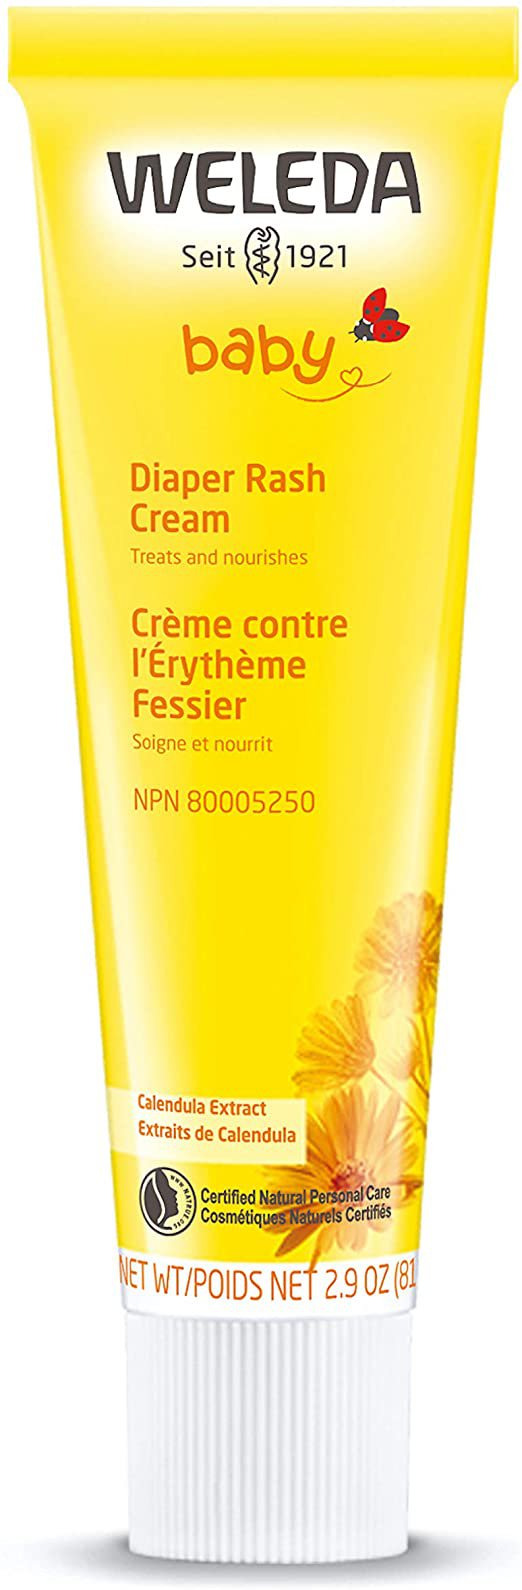 WELEDA
Seit 1921
baby
Diaper Rash
Cream
Treats and nourishes
Crème contre
l'Érythème
Fessier
Soigne et nourrit
NPN 80005250
Calendula Extract
Extraits de Calendula
Certified Natural Personal Care
Cosmétiques Naturels Certifiés
NET WT/POIDS NET 2.9 OZ (81